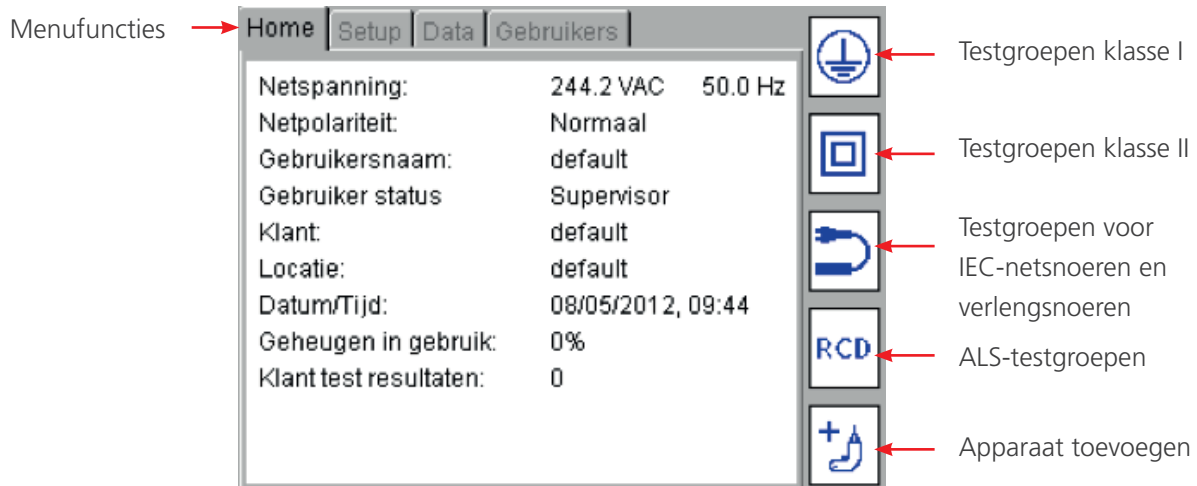 Menufuncties
Home Setup Data Gebruikers
Netspanning: 244.2 VAC 50.0 Hz
Netpolariteit: Normaal
Gebruikersnaam: default
Gebruiker status Supervisor
Klant: default
Locatie: default
Datum/Tijd: 08/05/2012, 09:44
Geheugen in gebruik: 0%
Klant test resultaten: 0
RCD
Testgroepen klasse I
Testgroepen klasse II
Testgroepen voor
IEC-netsnoeren en
verlengsnoeren
ALS-testgroepen
Apparaat toevoegen